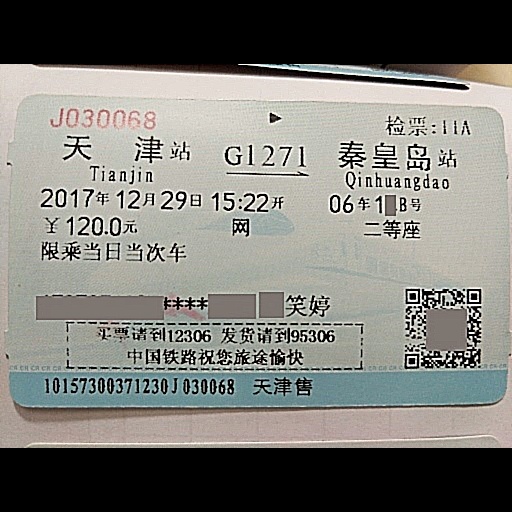 J030068 检票:11A
天津站 G1271 秦皇岛站
Tianjin Qinhuangdao
2017年12月29日 15:22开 06车1 B号
¥120.0元 网 二等座
限乘当日当次车
**** 笑婷
买票请到12306 发货请到95306
中国铁路祝您旅途愉快
10157300371230J030068 天津售